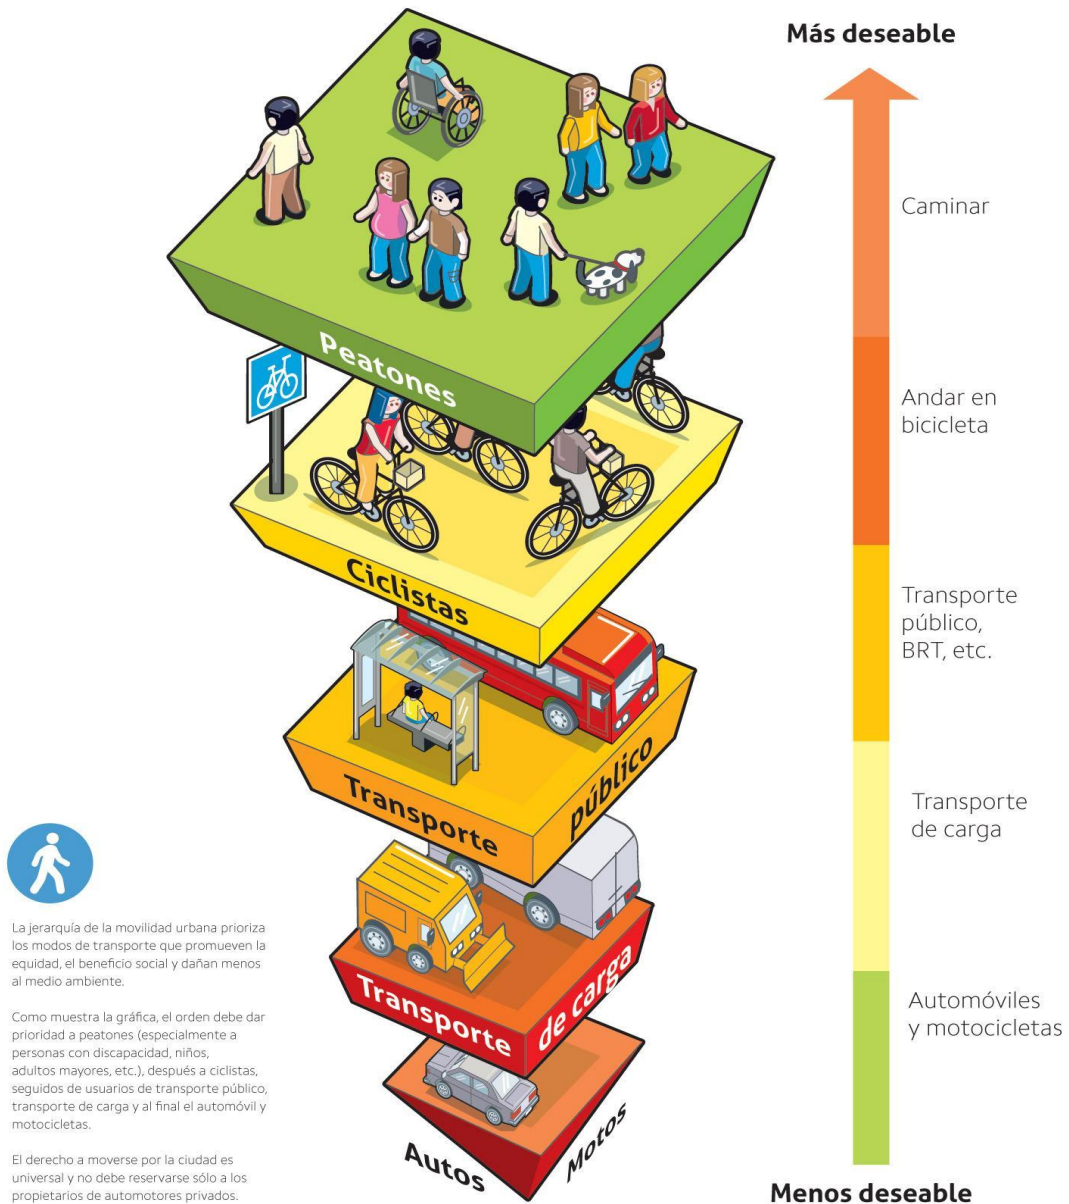 Más deseable
Caminar
Andar en
bicicleta
Transporte
público,
BRT, etc.
Transporte
de carga
Automóviles
y motocicletas
Menos deseable
Peatones
Ciclistas
Transporte público
Transporte de carga
Autos Motos
La jerarquía de la movilidad urbana prioriza
los modos de transporte que promueven la
equidad, el beneficio social y dañan menos
al medio ambiente.
Como muestra la gráfica, el orden debe dar
prioridad a peatones (especialmente a
personas con discapacidad, niños,
adultos mayores, etc.), después a ciclistas,
seguidos de usuarios de transporte público,
transporte de carga y al final el automóvil y
motocicletas.
El derecho a moverse por la ciudad es
universal y no debe reservarse sólo a los
propietarios de automotores privados.